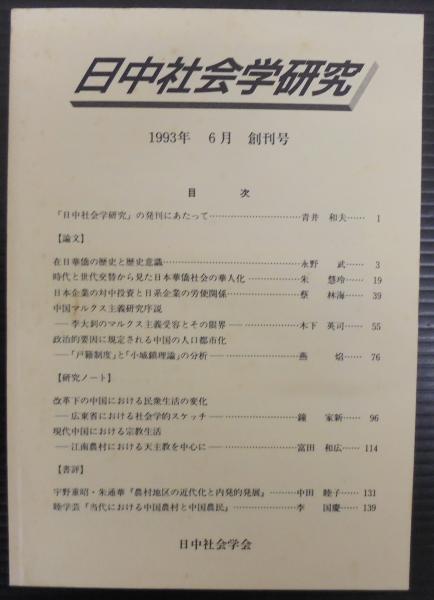 日中社会学研究
1993年 6月 創刊号
目 次
「日中社会学研究」の発刊にあたって……………………青井 和夫…… 1
【論文】
在日華僑の歴史と歴史意識………………………………永野 武…… 3
時代と世代交替から見た日本華僑社会の華人化……………朱 慧玲…… 19
日本企業の対中投資と日系企業の労使関係…………………蔡 林海…… 39
中国マルクス主義研究序説
――李大釗のマルクス主義受容とその限界――……………木下 英司…… 55
政治的要因に規定される中国の人口都市化
――「戸籍制度」と「小城鎮理論」の分析――……………燕 焰…… 76
【研究ノート】
改革下の中国における民衆生活の変化
――広東省における社会学的スケッチ――…………………鐘 家新…… 96
現代中国における宗教生活
――江南農村における天主教を中心に――…………………富田 和広…… 114
【書評】
宇野重昭・朱通華『農村地区の近代化と内発的発展』…………中田 睦子…… 131
陸学芸『当代における中国農村と中国農民』…………………李 国慶…… 139
日中社会学会